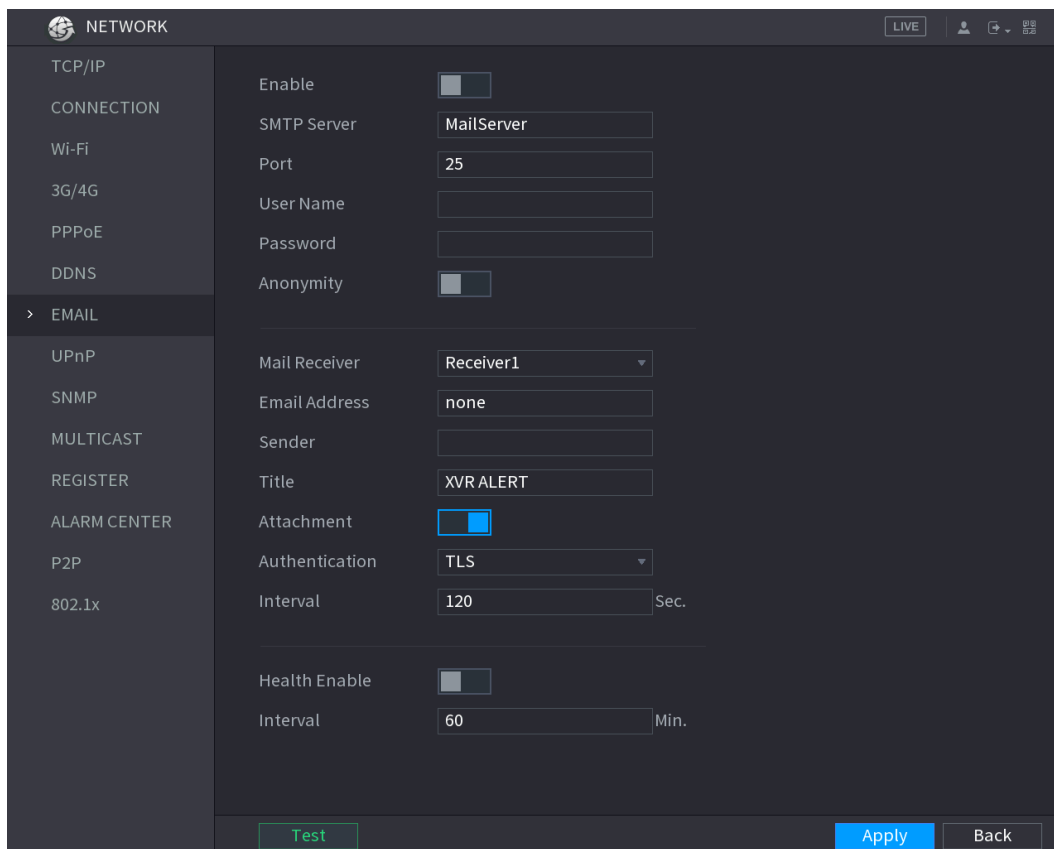 NETWORK
LIVE
TCP/IP
CONNECTION
Wi-Fi
3G/4G
PPPoE
DDNS
EMAIL
UPnP
SNMP
MULTICAST
REGISTER
ALARM CENTER
P2P
802.1x
Enable
SMTP Server MailServer
Port 25
User Name
Password
Anonymity
Mail Receiver Receiver1
Email Address none
Sender
Title XVR ALERT
Attachment
Authentication TLS
Interval 120 Sec.
Health Enable
Interval 60 Min.
Test Apply Back